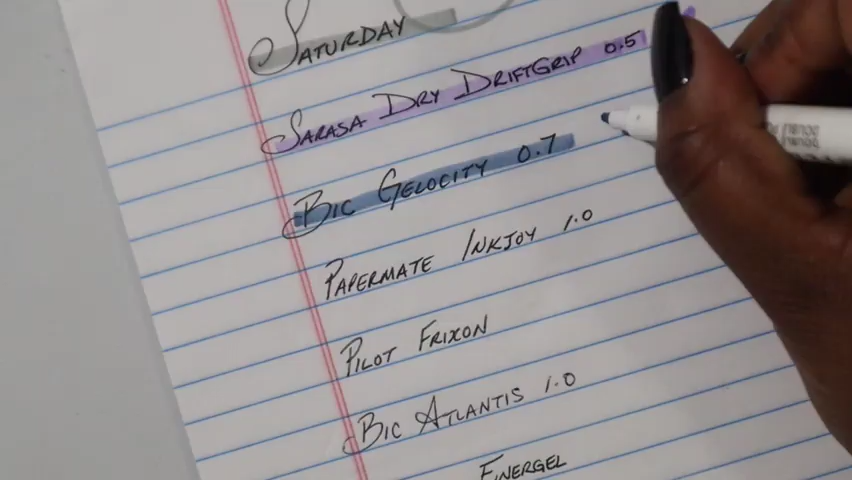 SATURDAY
SARASA DRY DRIFTGRIP 0.5
BIC GELOCITY 0.7
PAPERMATE INKJOY 1.0
PILOT FRIXON
BIC ATLANTIS 1.0
ENERGEL